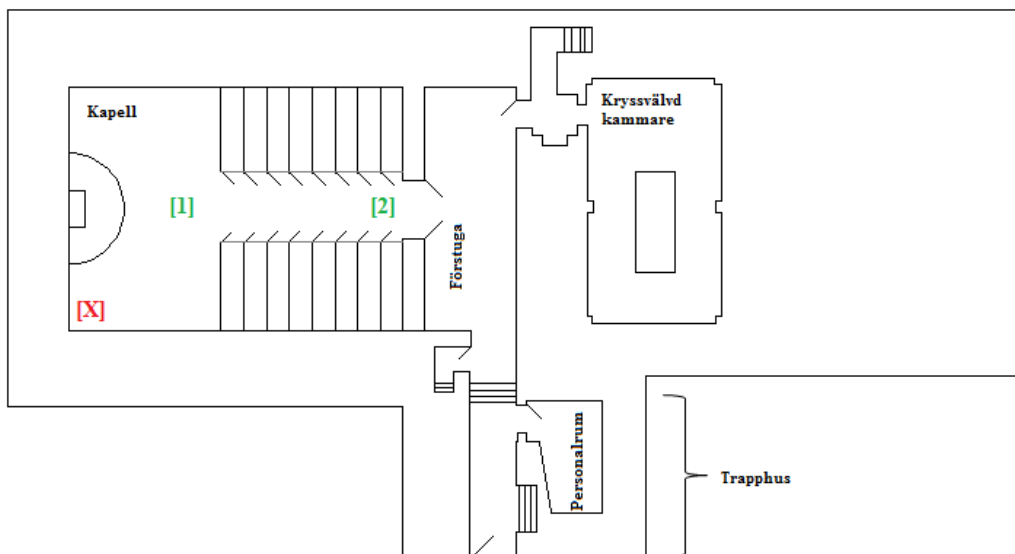 Kapell
Kryssvälvd
kammare
[1]
[2]
Förstuga
[X]
Personalrum
Trapphus